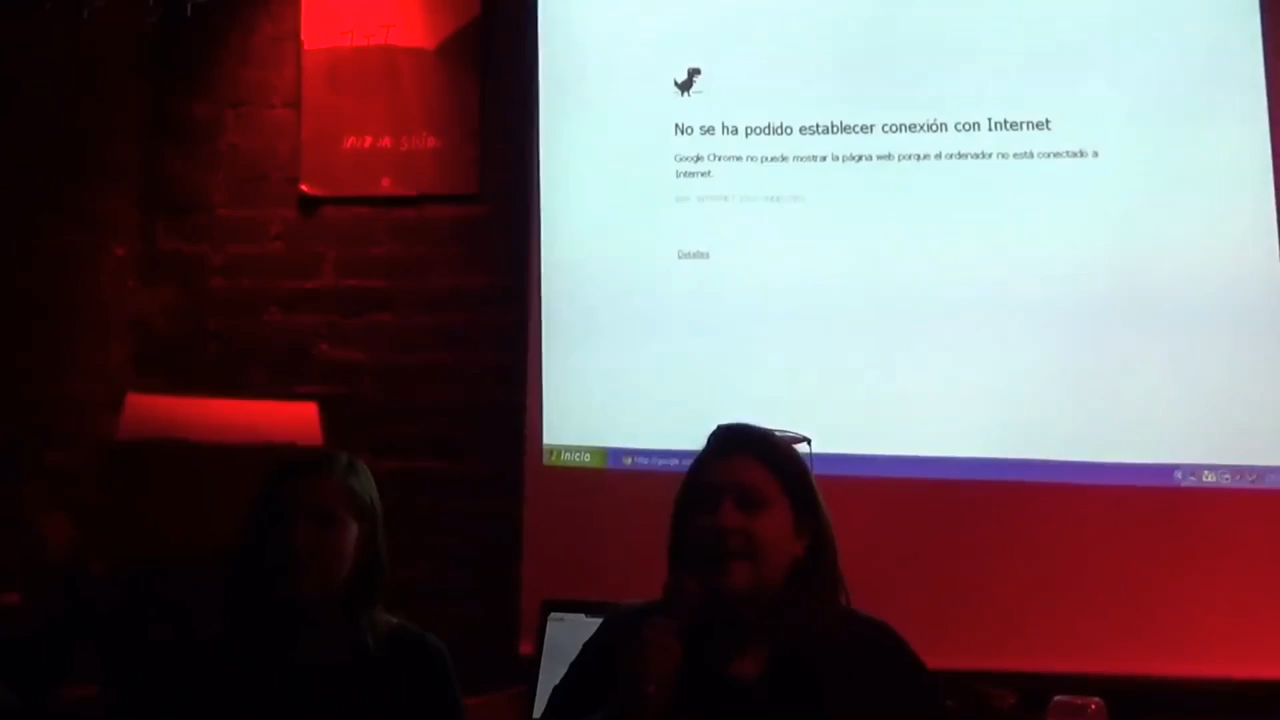 No se ha podido establecer conexión con Internet
Google Chrome no puede mostrar la página web porque el ordenador no está conectado a
Internet.
Detalles
Inicio